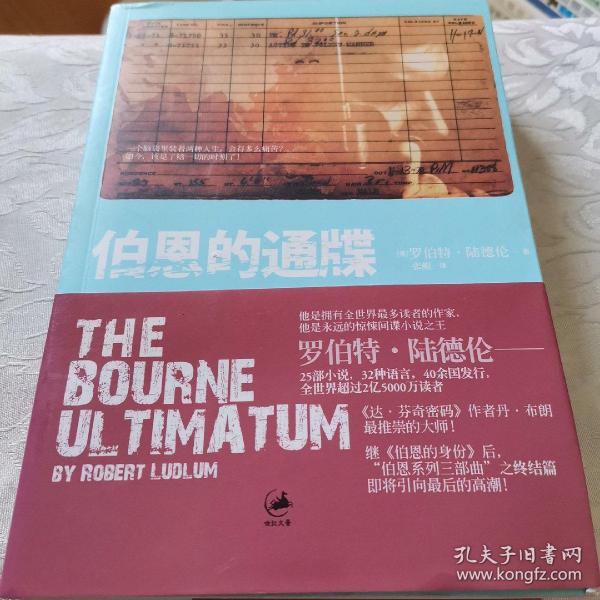 一个脑袋里装着两种人生，会有多么痛苦？
如今，该是了结一切的时刻了！
伯恩的通牒
[美]罗伯特·陆德伦 著
译
THE
BOURNE
ULTIMATUM
BY ROBERT LUDLUM
他是拥有全世界最多读者的作家，
他是永远的惊悚间谍小说之王
罗伯特·陆德伦——
25部小说，32种语言，40余国发行，
全世界超过2亿5000万读者
《达·芬奇密码》作者丹·布朗
最推崇的大师！
继《伯恩的身份》后，
“伯恩系列三部曲”之终结篇
即将引向最后的高潮！
世纪文景
孔夫子旧书网
www.kongfz.com